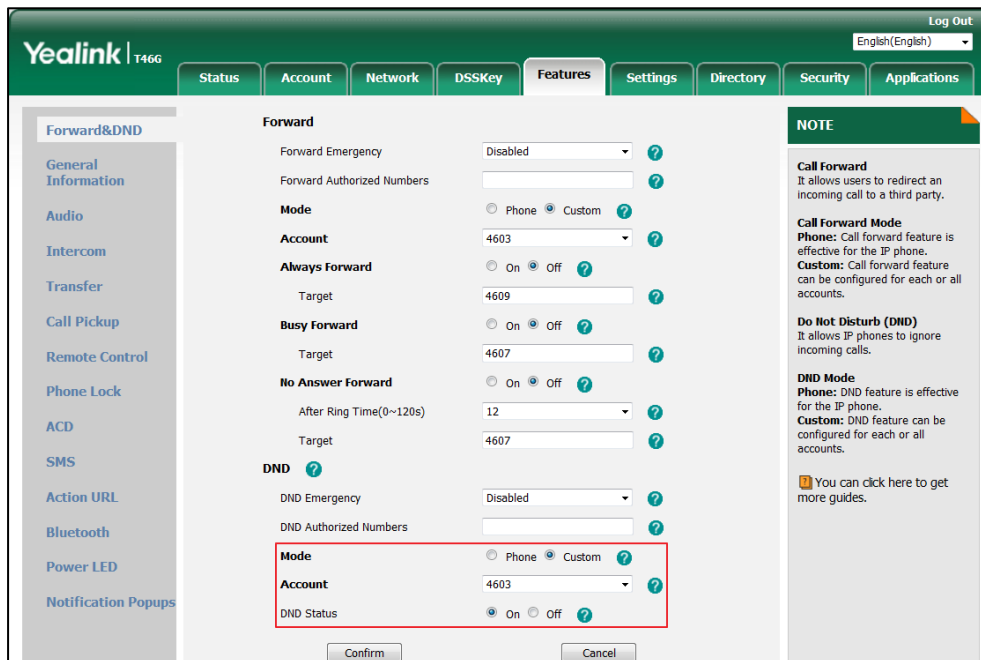 Log Out
English(English)
Yealink | T46G
Status Account Network DSSKey Features Settings Directory Security Applications
Forward&DND
General
Information
Audio
Intercom
Transfer
Call Pickup
Remote Control
Phone Lock
ACD
SMS
Action URL
Bluetooth
Power LED
Notification Popups
Forward
Forward Emergency Disabled ?
Forward Authorized Numbers ?
Mode Phone Custom ?
Account 4603 ?
Always Forward On Off ?
Target 4609 ?
Busy Forward On Off ?
Target 4607 ?
No Answer Forward On Off ?
After Ring Time(0~120s) 12 ?
Target 4607 ?
DND ?
DND Emergency Disabled ?
DND Authorized Numbers ?
Mode Phone Custom ?
Account 4603 ?
DND Status On Off ?
Confirm Cancel
NOTE
Call Forward
It allows users to redirect an
incoming call to a third party.
Call Forward Mode
Phone: Call forward feature is
effective for the IP phone.
Custom: Call forward feature
can be configured for each or all
accounts.
Do Not Disturb (DND)
It allows IP phones to ignore
incoming calls.
DND Mode
Phone: DND feature is effective
for the IP phone.
Custom: DND feature can be
configured for each or all
accounts.
? You can click here to get
more guides.